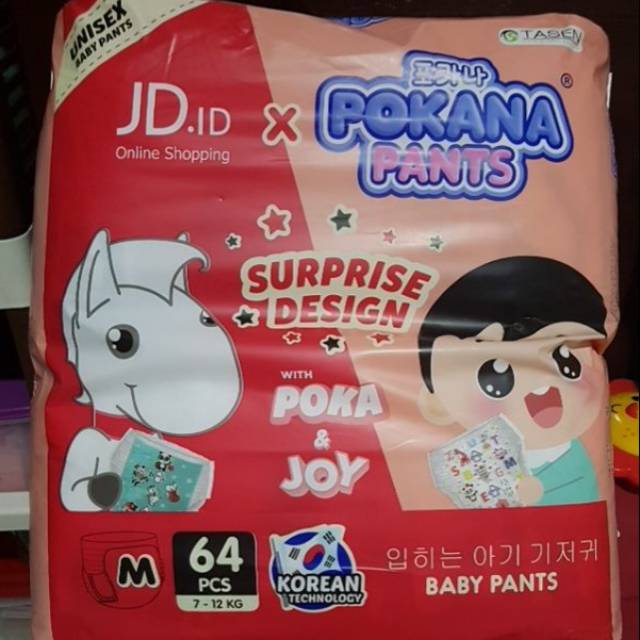 UNISEX
BABY PANTS
TASEN
JD.ID
Online Shopping
X
포카나
POKANA®
PANTS
SURPRISE
DESIGN
WITH
POKA
&
JOY
M
64
PCS
7 - 12 KG
KOREAN
TECHNOLOGY
입히는 아기 기저귀
BABY PANTS